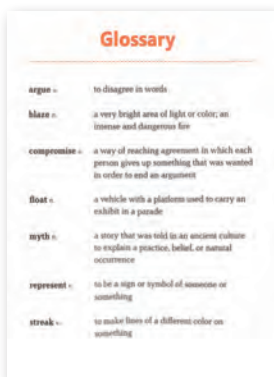 Glossary
argue v. to disagree in words
blaze n. a very bright area of light or color; an
intense and dangerous fire
compromise n. a way of reaching agreement in which each
person gives up something that was wanted
in order to end an argument
float n. a vehicle with a platform used to carry an
exhibit in a parade
myth n. a story that was told in an ancient culture
to explain a practice, belief, or natural
occurrence
represent v. to be a sign or symbol of someone or
something
streak v. to make lines of a different color on
something